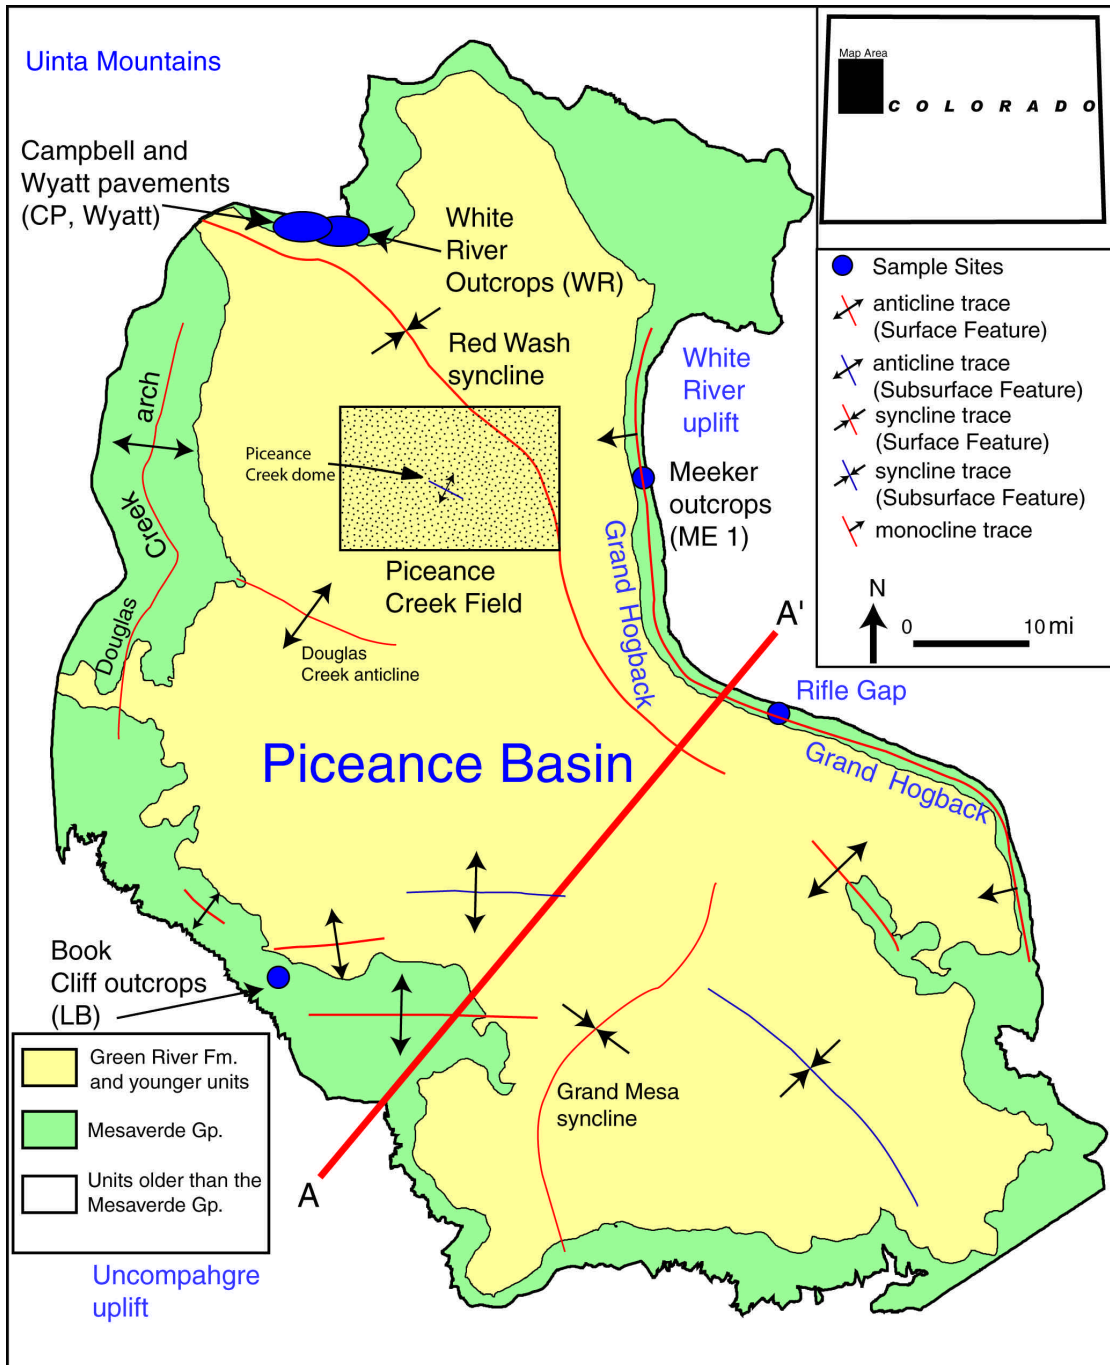 Uinta Mountains
Campbell and
Wyatt pavements
(CP, Wyatt)
White
River
Outcrops (WR)
Red Wash
syncline
White
River
uplift
Piceance
Creek dome
Meeker
outcrops
(ME 1)
Piceance
Creek Field
Douglas Creek arch
Douglas
Creek anticline
Grand Hogback
A'
Rifle Gap
Grand Hogback
Piceance Basin
Book
Cliff outcrops
(LB)
Grand Mesa
syncline
A
Uncompahgre
uplift
Map Area
COLORADO
Sample Sites
anticline trace
(Surface Feature)
anticline trace
(Subsurface Feature)
syncline trace
(Surface Feature)
syncline trace
(Subsurface Feature)
monocline trace
N
0 10 mi
Green River Fm.
and younger units
Mesaverde Gp.
Units older than the
Mesaverde Gp.